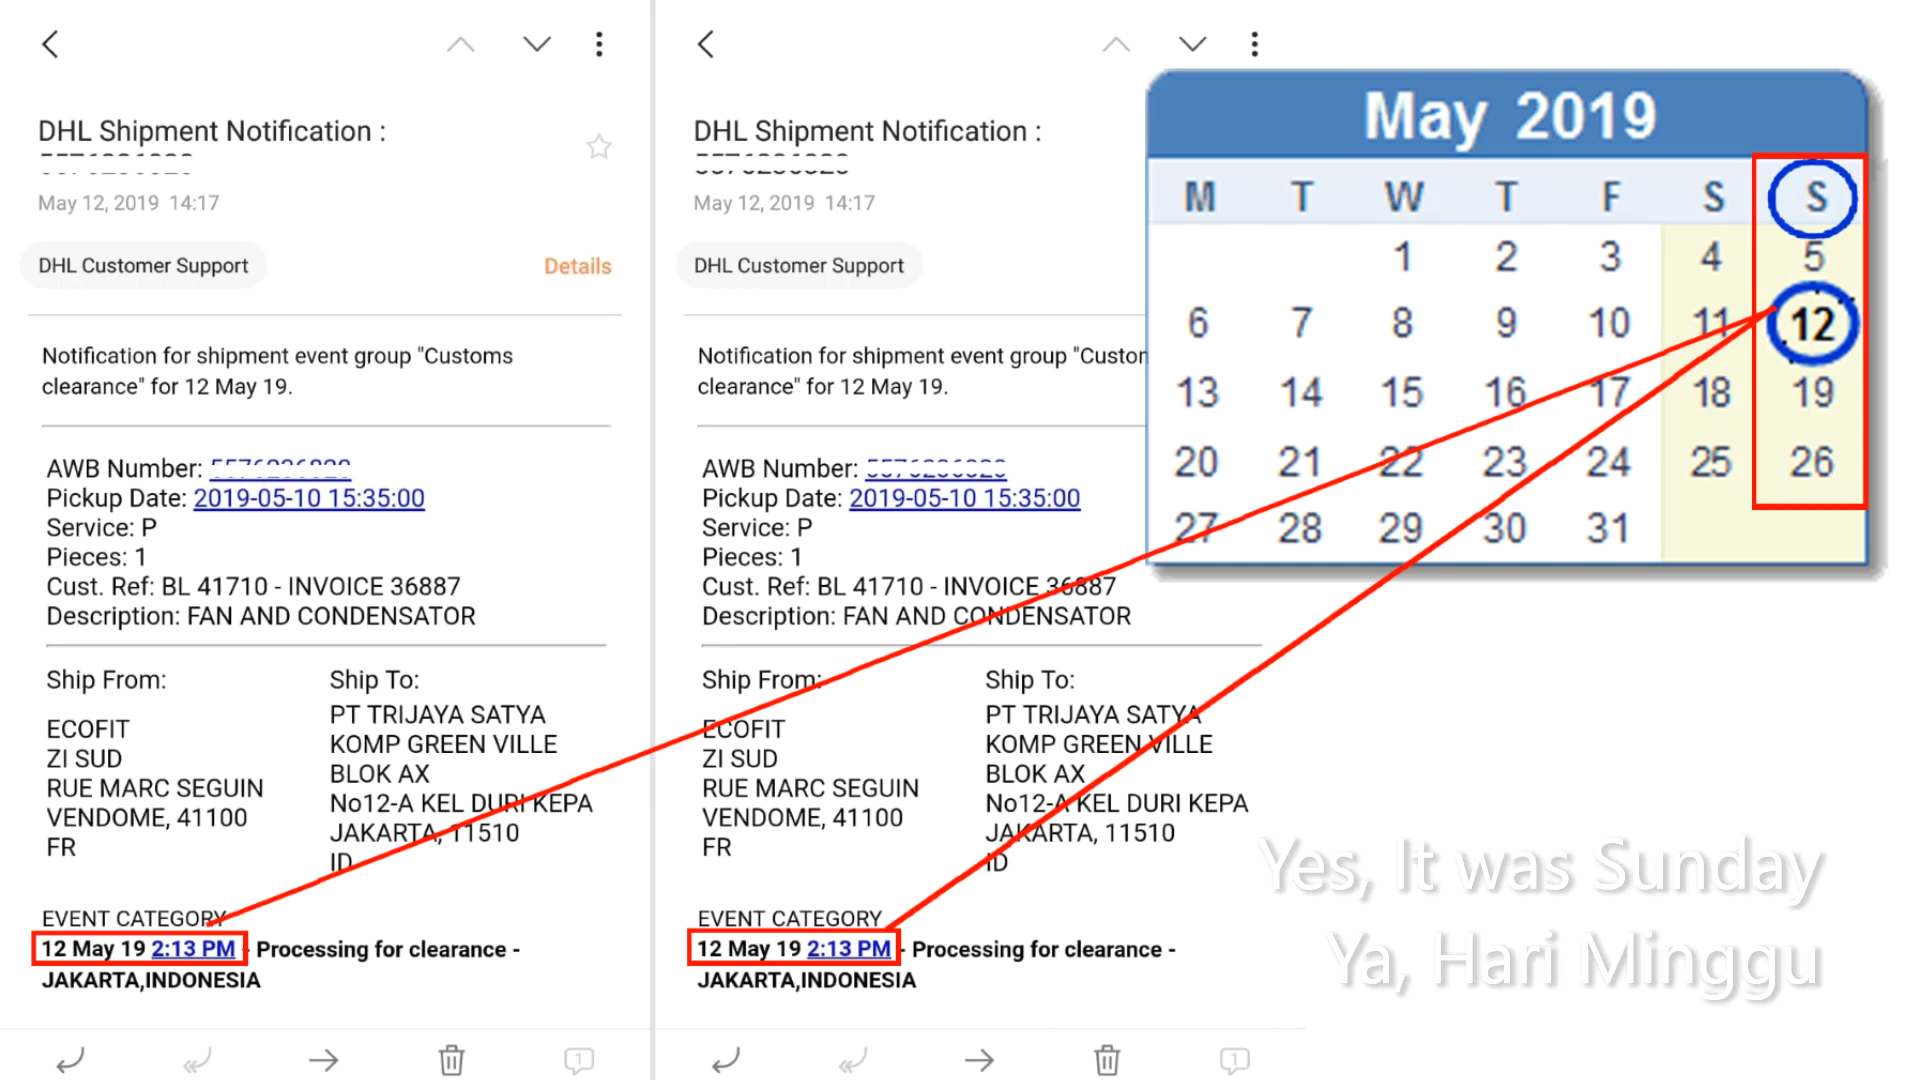 DHL Shipment Notification :
May 12, 2019 14:17
DHL Customer Support
Details
Notification for shipment event group "Customs
clearance" for 12 May 19.
AWB Number:
Pickup Date: 2019-05-10 15:35:00
Service: P
Pieces: 1
Cust. Ref: BL 41710 - INVOICE 36887
Description: FAN AND CONDENSATOR
Ship From:
ECOFIT
ZI SUD
RUE MARC SEGUIN
VENDOME, 41100
FR
Ship To:
PT TRIJAYA SATYA
KOMP GREEN VILLE
BLOK AX
No12-A KEL DURI KEPA
JAKARTA, 11510
ID
EVENT CATEGORY
12 May 19 2:13 PM - Processing for clearance -
JAKARTA,INDONESIA
1
DHL Shipment Notification :
May 12, 2019 14:17
DHL Customer Support
Notification for shipment event group "Custom
clearance" for 12 May 19.
AWB Number:
Pickup Date: 2019-05-10 15:35:00
Service: P
Pieces: 1
Cust. Ref: BL 41710 - INVOICE 36887
Description: FAN AND CONDENSATOR
Ship From:
ECOFIT
ZI SUD
RUE MARC SEGUIN
VENDOME, 41100
FR
Ship To:
PT TRIJAYA SATYA
KOMP GREEN VILLE
BLOK AX
No12-A KEL DURI KEPA
JAKARTA, 11510
ID
EVENT CATEGORY
12 May 19 2:13 PM - Processing for clearance -
JAKARTA,INDONESIA
1
May 2019
M T W T F S S
1 2 3 4 5
6 7 8 9 10 11 12
13 14 15 16 17 18 19
20 21 22 23 24 25 26
27 28 29 30 31
Yes, It was Sunday
Ya, Hari Minggu